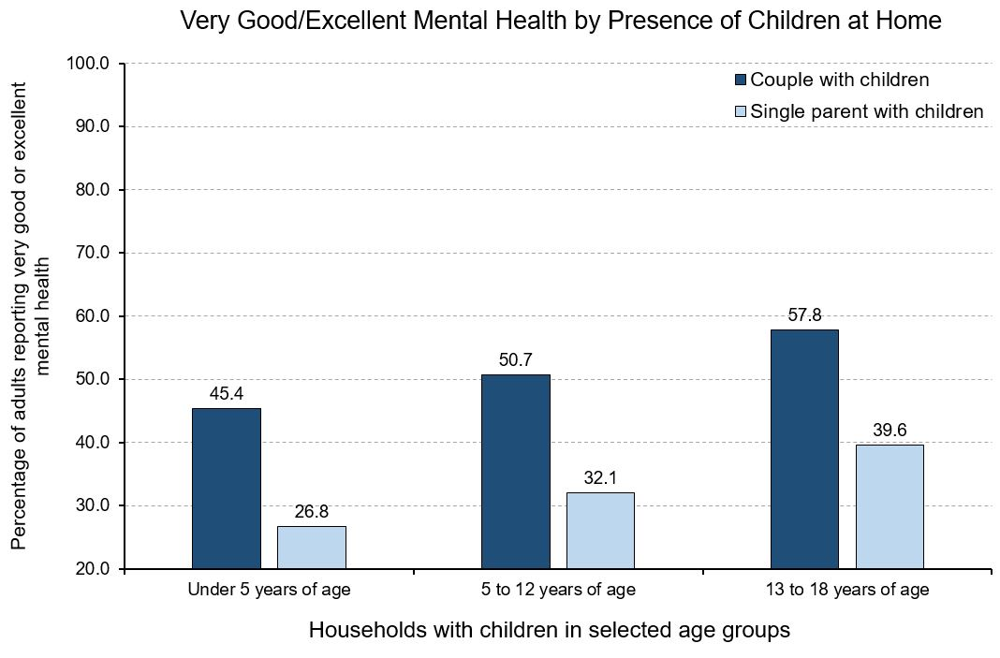 Very Good/Excellent Mental Health by Presence of Children at Home
Percentage of adults reporting very good or excellent
mental health
100.0
90.0
80.0
70.0
60.0
50.0
40.0
30.0
20.0
Couple with children
Single parent with children
45.4
26.8
50.7
32.1
57.8
39.6
Under 5 years of age
5 to 12 years of age
13 to 18 years of age
Households with children in selected age groups